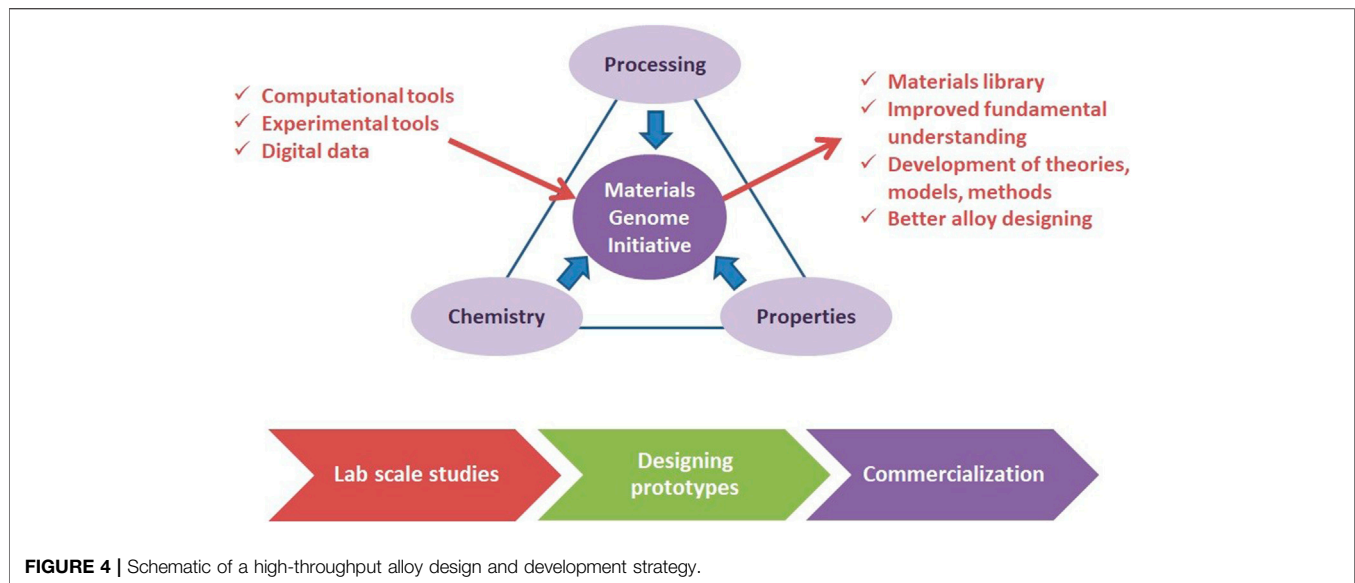 Processing
✓ Computational tools
✓ Experimental tools
✓ Digital data
✓ Materials library
✓ Improved fundamental
understanding
✓ Development of theories,
models, methods
✓ Better alloy designing
Materials
Genome
Initiative
Chemistry
Properties
Lab scale studies
Designing
prototypes
Commercialization
FIGURE 4 | Schematic of a high-throughput alloy design and development strategy.